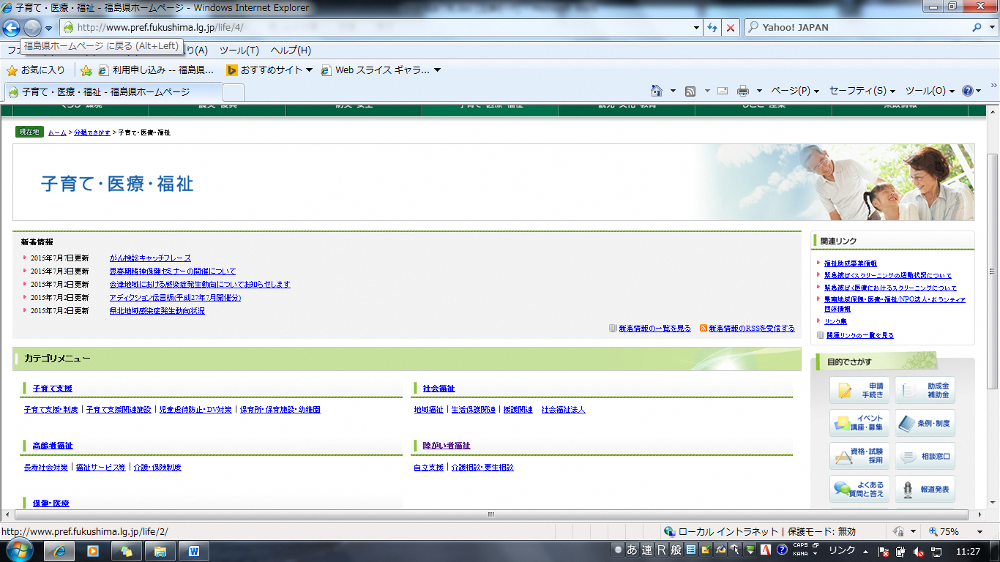 子育て・医療・福祉 - 福島県ホームページ - Windows Internet Explorer
http://www.pref.fukushima.lg.jp/life/4/
Yahoo! JAPAN
福島県ホームページ に戻る (Alt+Left)
り(A) ツール(T) ヘルプ(H)
お気に入り
利用申し込み -- 福島県...
おすすめサイト
Web スライス ギャラ...
子育て・医療・福祉 - 福島県ホームページ
ページ(P)
セーフティ(S)
ツール(O)
現在地 ホーム > 分類でさがす > 子育て・医療・福祉
子育て・医療・福祉
新着情報
2015年7月7日更新 がん検診キャッチフレーズ
2015年7月3日更新 思春期精神保健セミナーの開催について
2015年7月2日更新 会津地域における感染症発生動向についてお知らせします
2015年7月2日更新 アディクション伝言板(平成27年7月開催分)
2015年7月2日更新 県北地域感染症発生動向状況
新着情報の一覧を見る 新着情報のRSSを受信する
カテゴリメニュー
子育て支援
子育て支援・制度 | 子育て支援関連施設 | 児童虐待防止・DV対策 | 保育所・保育施設・幼稚園
社会福祉
地域福祉 | 生活保護関連 | 援護関連 社会福祉法人
高齢者福祉
長寿社会対策 | 福祉サービス等 | 介護・保険制度
障がい者福祉
自立支援 | 介護相談・更生相談
保健・医療
関連リンク
福祉助成事業情報
緊急被ばくスクリーニングの活動状況について
緊急被ばく医療におけるスクリーニングについて
県南地域保健・医療・福祉/NPO法人・ボランティア
団体情報
リンク集
関連リンクの一覧を見る
目的でさがす
申請
手続き
助成金
補助金
イベント
講座・募集
条例・制度
資格・試験
採用
相談窓口
よくある
質問と答え
報道発表
http://www.pref.fukushima.lg.jp/life/2/
ローカル イントラネット | 保護モード: 無効
75%
あ 連 R 般
CAPS
KANA
リンク
11:27